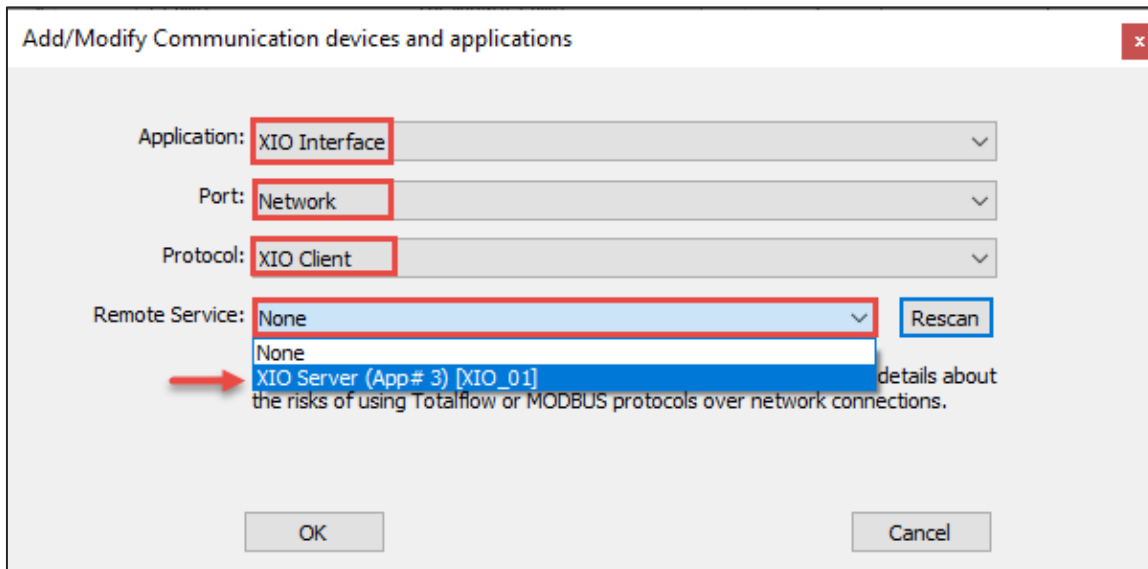 Add/Modify Communication devices and applications
x
Application: XIO Interface
Port: Network
Protocol: XIO Client
Remote Service: None Rescan
None
XIO Server (App# 3) [XIO_01] details about
the risks of using Totalflow or MODBUS protocols over network connections.
OK Cancel